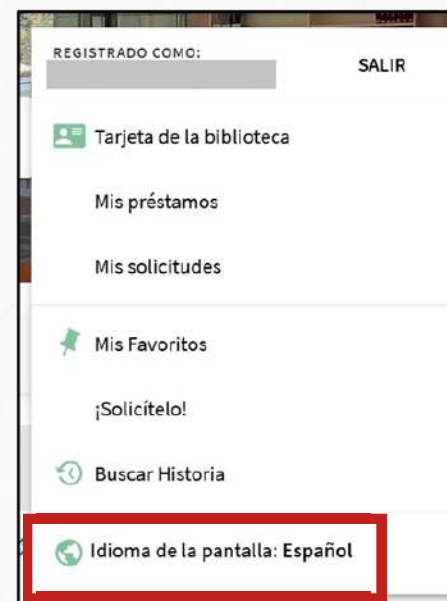 REGISTRADO COMO:
SALIR
Tarjeta de la biblioteca
Mis préstamos
Mis solicitudes
Mis Favoritos
¡Solicítelo!
Buscar Historia
Idioma de la pantalla: Español